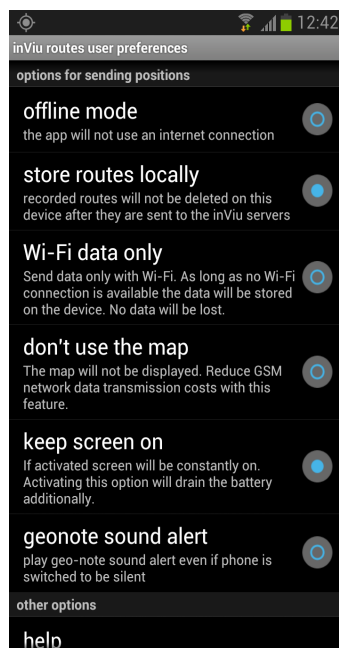 12:42
inViu routes user preferences
options for sending positions
offline mode
the app will not use an internet connection
store routes locally
recorded routes will not be deleted on this
device after they are sent to the inViu servers
Wi-Fi data only
Send data only with Wi-Fi. As long as no Wi-Fi
connection is available the data will be stored
on the device. No data will be lost.
don't use the map
The map will not be displayed. Reduce GSM
network data transmission costs with this
feature.
keep screen on
If activated screen will be constantly on.
Activating this option will drain the battery
additionally.
geonote sound alert
play geo-note sound alert even if phone is
switched to be silent
other options
help